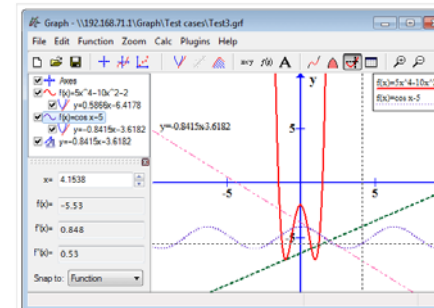 Graph - \\192.168.71.1\Graph\Test cases\Test3.grf
File Edit Function Zoom Calc Plugins Help
x=y f(x) A
Axes
f(x)=5x^4-10x^2-2
y=0.5866x-6.4178
f(x)=cos x-5
y=-0.8415x-3.6182
y=-0.8415x-3.6182
x= 4.1538
f(x)= -5.53
f'(x)= 0.848
f''(x)= 0.53
Snap to: Function
y
f(x)=5x^4-10x^2-2
f(x)=cos x-5
y=-0.8415x-3.6182
5
-5
5
-5